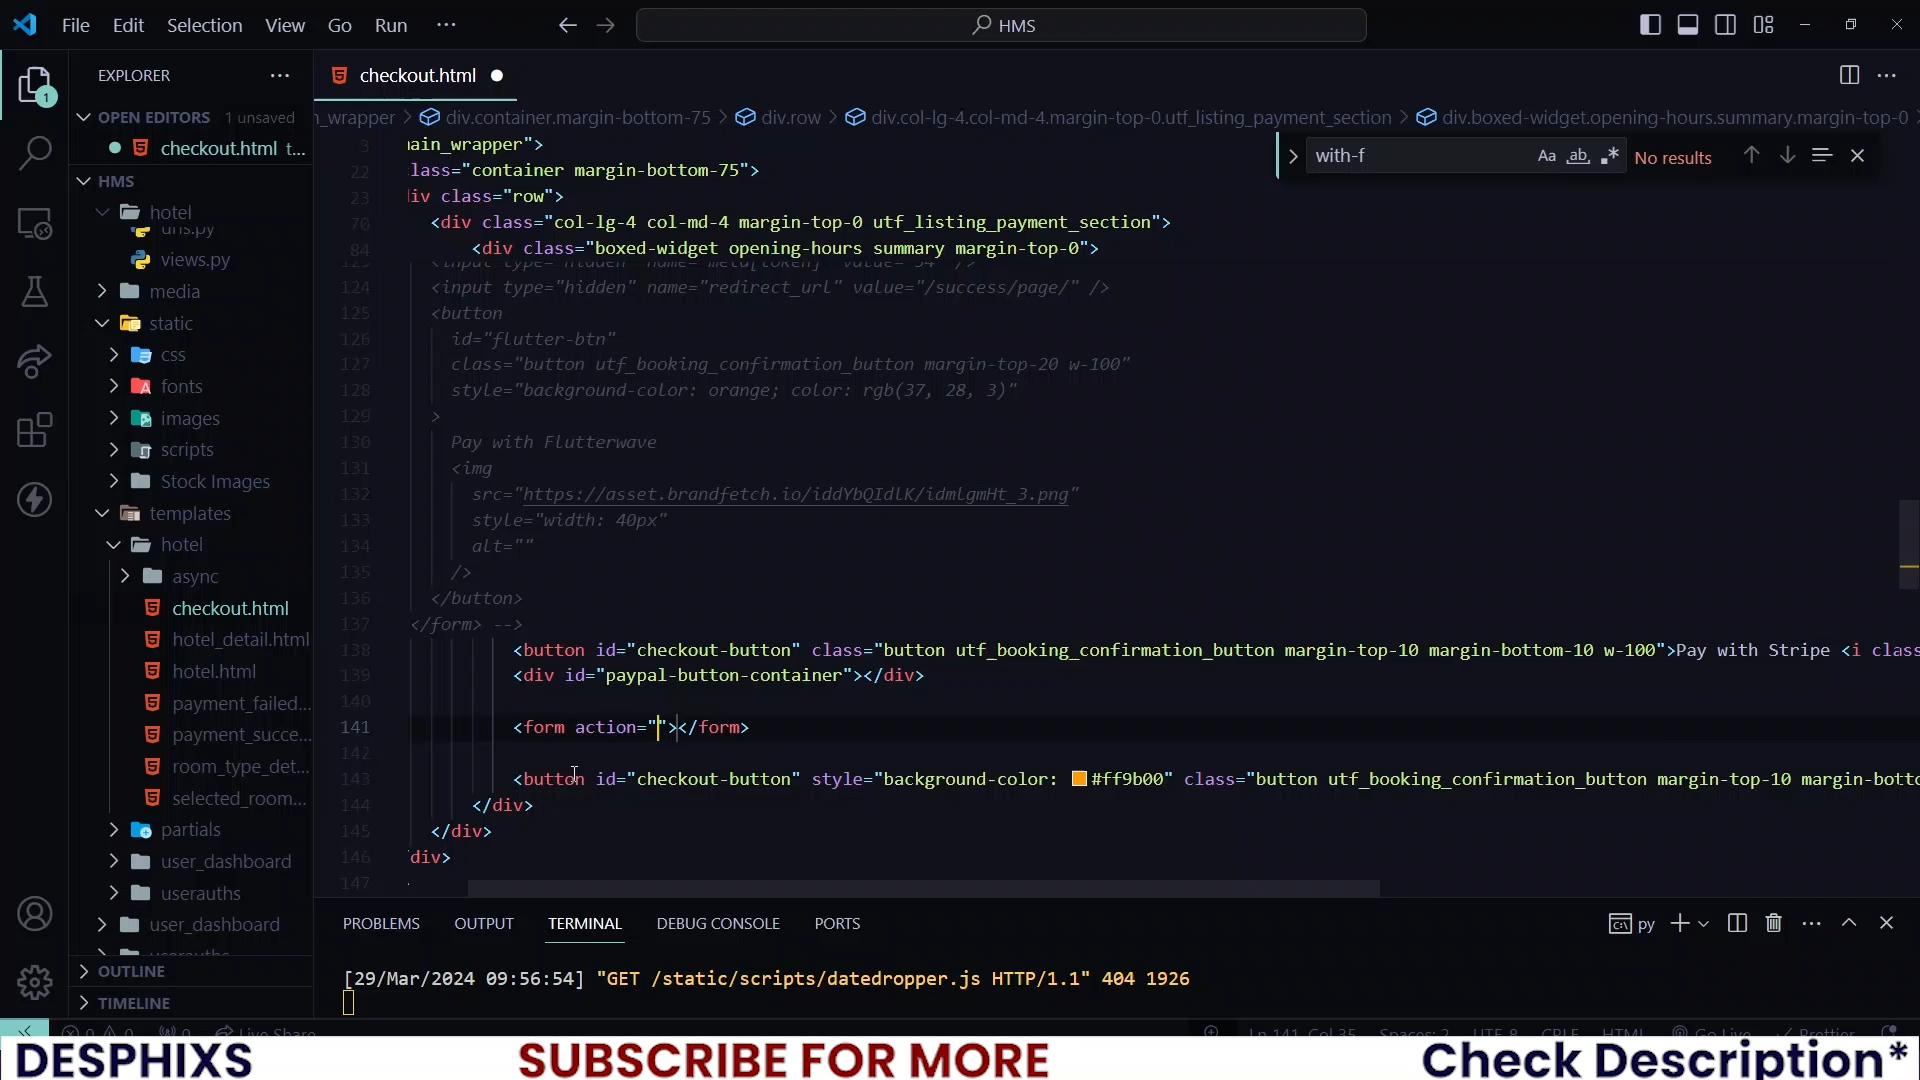 File Edit Selection View Go Run ···
HMS
EXPLORER ···
checkout.html
OPEN EDITORS 1 unsaved
n_wrapper > div.container.margin-bottom-75 > div.row > div.col-lg-4.col-md-4.margin-top-0.utf_listing_payment_section > div.boxed-widget.opening-hours.summary.margin-top-0 >
checkout.html t...
with-f Aa ab .* No results
HMS
hotel
urls.py
views.py
media
static
css
fonts
images
scripts
Stock Images
templates
hotel
async
checkout.html
hotel_detail.html
hotel.html
payment_failed...
payment_succe...
room_type_det...
selected_room...
partials
user_dashboard
userauths
user_dashboard
OUTLINE
TIMELINE
3 nain_wrapper">
22 lass="container margin-bottom-75">
23 iv class="row">
70 <div class="col-lg-4 col-md-4 margin-top-0 utf_listing_payment_section">
84 <div class="boxed-widget opening-hours summary margin-top-0">
124 <input type="hidden" name="redirect_url" value="/success/page/" />
125 <button
126 id="flutter-btn"
127 class="button utf_booking_confirmation_button margin-top-20 w-100"
128 style="background-color: orange; color: rgb(37, 28, 3)"
129 >
130 Pay with Flutterwave
131 <img
132 src="https://asset.brandfetch.io/iddYbQIdlK/idmlgmHt_3.png"
133 style="width: 40px"
134 alt=""
135 />
136 </button>
137 </form> -->
138 <button id="checkout-button" class="button utf_booking_confirmation_button margin-top-10 margin-bottom-10 w-100">Pay with Stripe <i class
139 <div id="paypal-button-container"></div>
140
141 <form action=""></form>
142
143 <button id="checkout-button" style="background-color: #ff9b00" class="button utf_booking_confirmation_button margin-top-10 margin-botto
144 </div>
145 </div>
146 div>
147
PROBLEMS OUTPUT TERMINAL DEBUG CONSOLE PORTS
py
[29/Mar/2024 09:56:54] "GET /static/scripts/datedropper.js HTTP/1.1" 404 1926
DESPHIXS SUBSCRIBE FOR MORE Check Description*